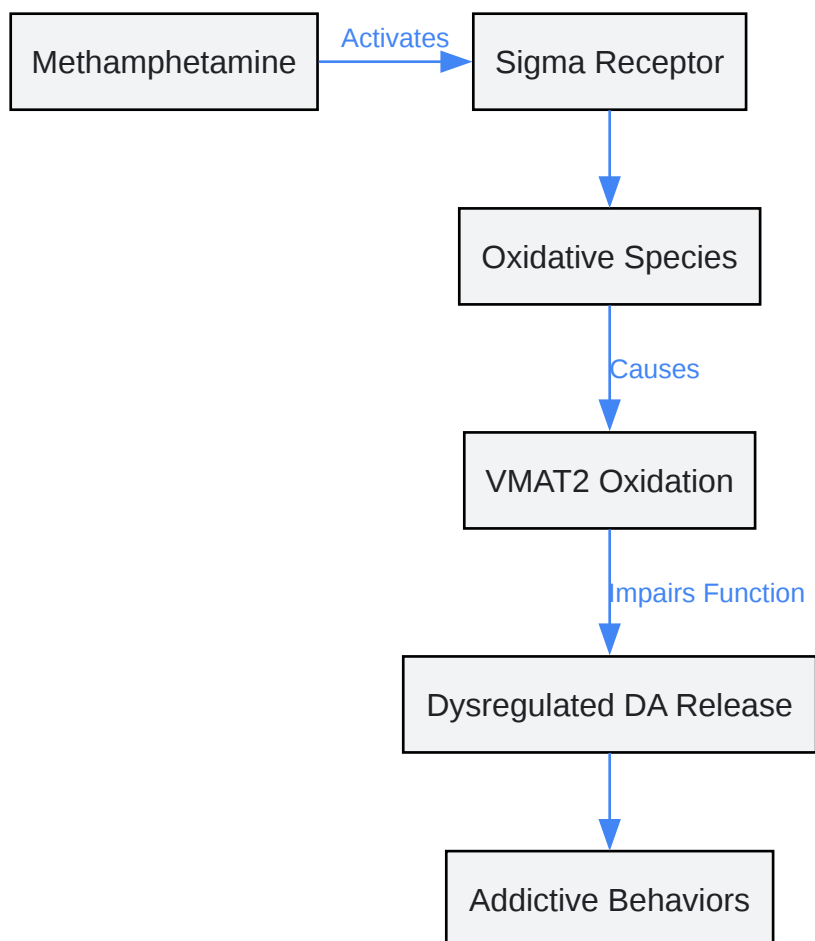 Methamphetamine
Activates
Sigma Receptor
Oxidative Species
Causes
VMAT2 Oxidation
Impairs Function
Dysregulated DA Release
Addictive Behaviors